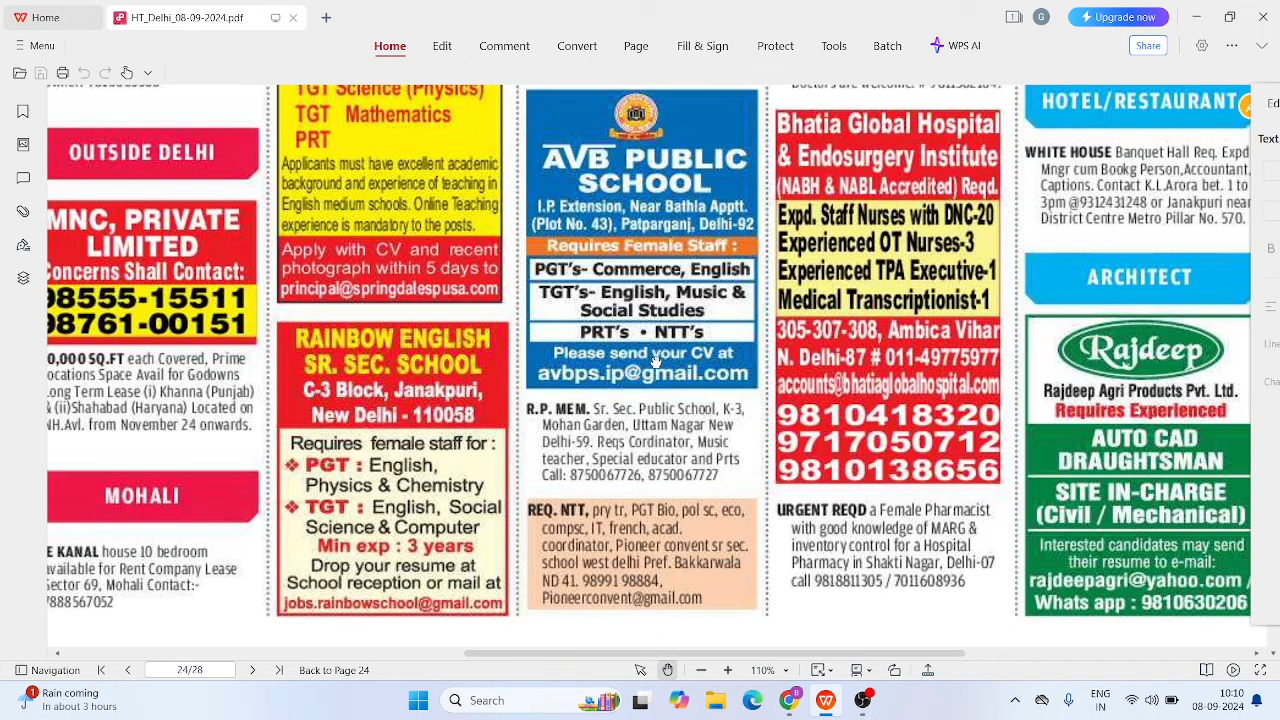 Home
HT_Delhi_08-09-2024.pdf
G
Upgrade now
Menu
Home
Edit
Comment
Convert
Page
Fill & Sign
Protect
Tools
Batch
WPS AI
Share
OUTSIDE DELHI
MNC, PRIVATE
LIMITED
Concerns Shall Contact:
98555-15511
98761-00151
0,000 SQ.FT each Covered, Prime
ocations Space Avail for Godowns
ong Term Lease (i) Khanna (Punjab)
& (ii)Shahabad (Haryana) Located on
NH.Avl. from November 24 onwards.
MOHALI
E KANAL house 10 bedroom
available for Rent Company Lease
Sector 69, Mohali Contact:-
7888567052
TGT Science (Physics)
TGT Mathematics
PRT
Applicants must have excellent academic
background and experience of teaching in
English medium schools. Online Teaching
experience is mandatory to the posts.
Apply with CV and recent
photograph within 5 days to
principal@springdalespusa.com
RAINBOW ENGLISH
SR. SEC. SCHOOL
C-3 Block, Janakpuri,
New Delhi - 110058
Requires female staff for :
❖ PGT : English,
Physics & Chemistry
❖ TGT : English, Social
Science & Computer
Min exp : 3 years
Drop your resume at
School reception or mail at
jobs.rainbowschool@gmail.com
AVB PUBLIC
SCHOOL
I.P. Extension, Near Bathla Apptt.
(Plot No. 43), Patparganj, Delhi-92
Requires Female Staff :
PGT's- Commerce, English
TGT's- English, Music &
Social Studies
PRT's • NTT's
Please send your CV at
avbps.ip@gmail.com
R.P. MEM. Sr. Sec. Public School, K-3,
Mohan Garden, Uttam Nagar New
Delhi-59. Reqs Cordinator, Music
teacher, Special educator and Prts
Call: 8750067726, 8750067727
REQ. NTT, pry tr, PGT Bio, pol sc, eco,
compsc, IT, french, acad.
coordinator, Pioneer convent sr sec.
school west delhi Pref. Bakkarwala
ND 41. 98991 98884,
Pioneerconvent@gmail.com
Bhatia Global Hospital
& Endosurgery Institute
(NABH & NABL Accredited) Reqd.
Expd. Staff Nurses with DNC-20
Experienced OT Nurses-3
Experienced TPA Executive-1
Medical Transcriptionist-1
305-307-308, Ambica Vihar
N. Delhi-87 # 011-49775977
accounts@bhatiaglobalhospital.com
9810418320
9717050712
9810138656
URGENT REQD a Female Pharmacist
with good knowledge of MARG &
inventory control for a Hospital
Pharmacy in Shakti Nagar, Delhi-07
call 9818811305 / 7011608936
HOTEL/RESTAURANT
WHITE HOUSE Banquet Hall Req. Expd
Mngr cum Bookg Person,Accountant,
Captions. Contact K.L.Arora bet. 1 to
3pm @9312431248 or Janakpuri near
District Centre Metro Pillar No. 570.
ARCHITECT
Rajdeep
Rajdeep Agri Products Pvt. Ltd.
Requires Experienced
AUTO CAD
DRAUGHTSMAN
SITE IN-CHARGE
(Civil / Mechanical)
Interested candidates may send
their resume to e-mail:
rajdeepagri@yahoo.com /
Whats app : 9810630206
Text
Line
Cha
Navigation
24/28
Back to Page 24
110%
1
Rain coming
In about 3 hours
Search
ENG
IN
10:10
08-09-2024